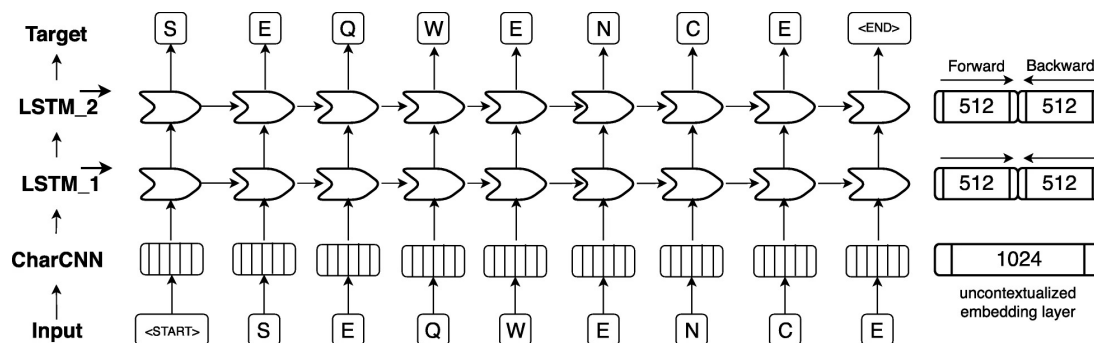 Target S E Q W E N C E <END>
Forward Backward
LSTM_2 512 512
LSTM_1 512 512
CharCNN 1024
uncontextualized
embedding layer
Input <START> S E Q W E N C E